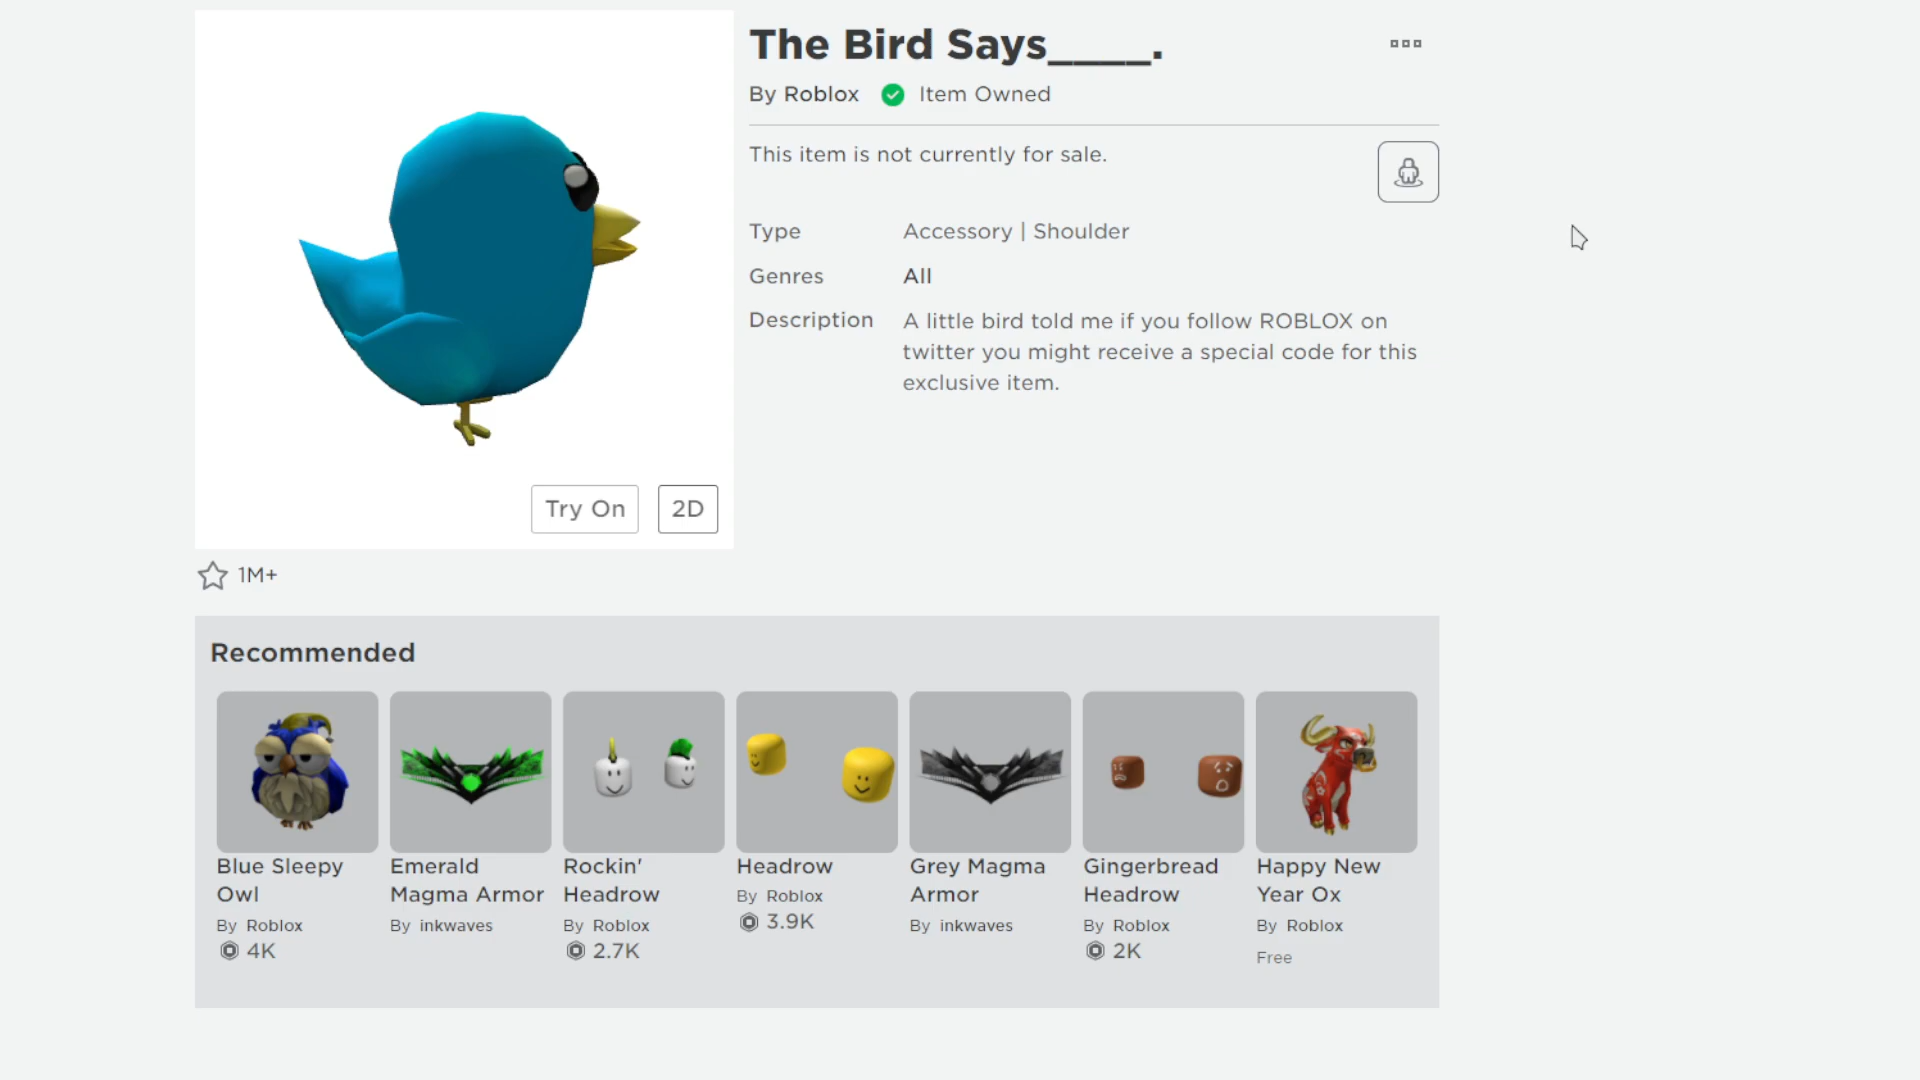 The Bird Says____.
By Roblox Item Owned
This item is not currently for sale.
Type Accessory | Shoulder
Genres All
Description A little bird told me if you follow ROBLOX on
twitter you might receive a special code for this
exclusive item.
Try On 2D
1M+
Recommended
Blue Sleepy
Owl
By Roblox
4K
Emerald
Magma Armor
By inkwaves
Rockin'
Headrow
By Roblox
2.7K
Headrow
By Roblox
3.9K
Grey Magma
Armor
By inkwaves
Gingerbread
Headrow
By Roblox
2K
Happy New
Year Ox
By Roblox
Free